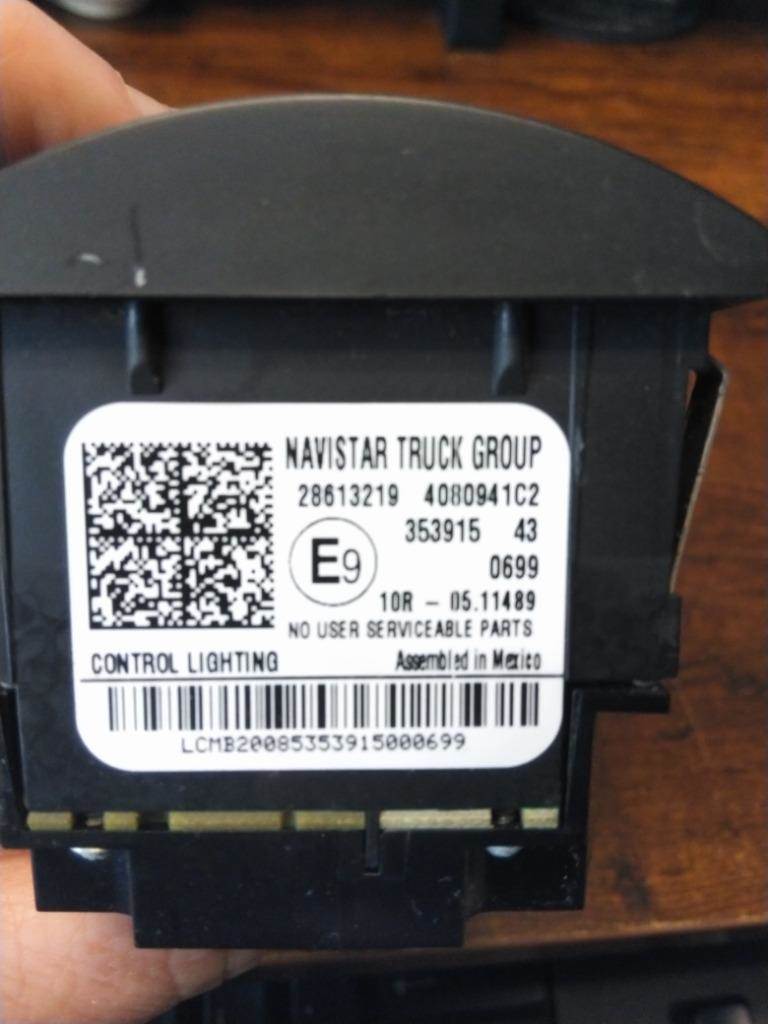 NAVISTAR TRUCK GROUP
28613219 4080941C2
353915 43
E9
0699
10R - 05.11489
NO USER SERVICEABLE PARTS
CONTROL LIGHTING Assembled in Mexico
LCMB20085353915000699